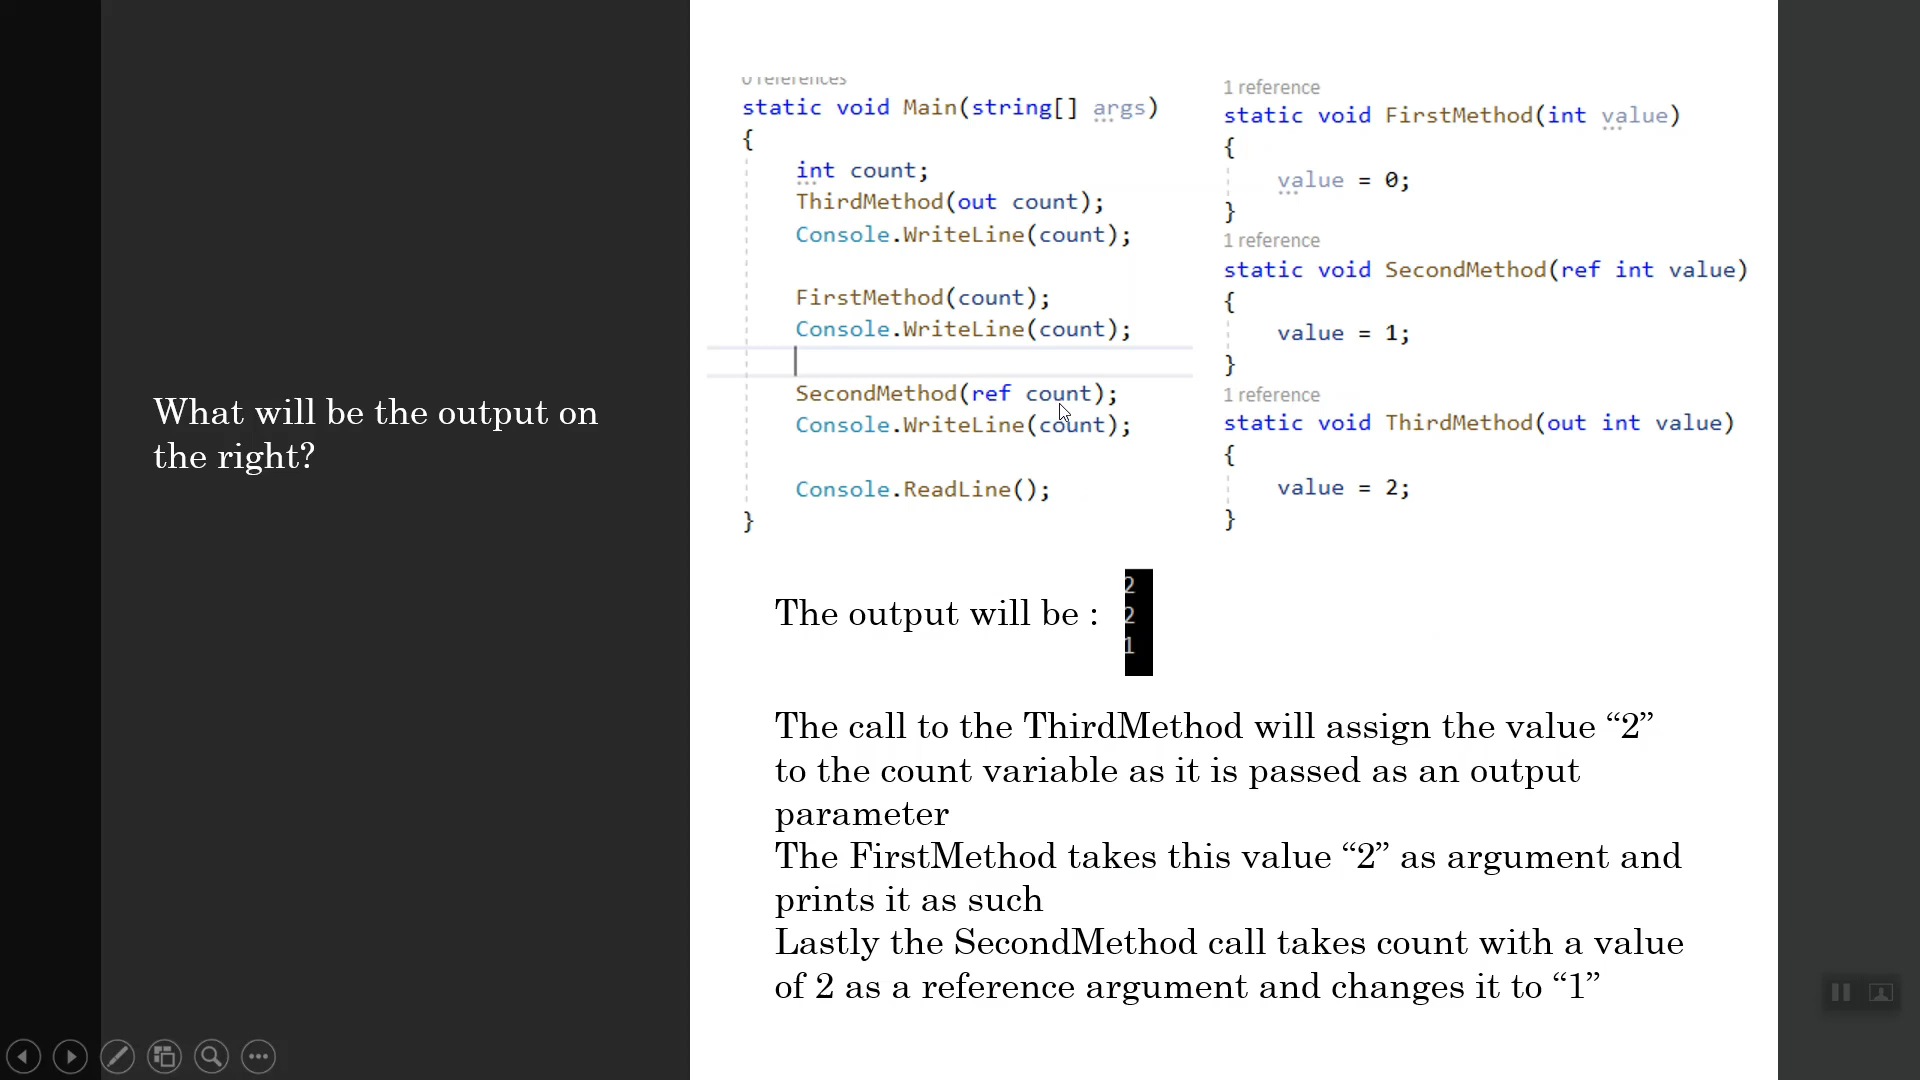 What will be the output on
the right?
0 references
static void Main(string[] args)
{
int count;
ThirdMethod(out count);
Console.WriteLine(count);
FirstMethod(count);
Console.WriteLine(count);
SecondMethod(ref count);
Console.WriteLine(count);
Console.ReadLine();
}
1 reference
static void FirstMethod(int value)
{
value = 0;
}
1 reference
static void SecondMethod(ref int value)
{
value = 1;
}
1 reference
static void ThirdMethod(out int value)
{
value = 2;
}
The output will be :
2
2
1
The call to the ThirdMethod will assign the value “2”
to the count variable as it is passed as an output
parameter
The FirstMethod takes this value “2” as argument and
prints it as such
Lastly the SecondMethod call takes count with a value
of 2 as a reference argument and changes it to “1”